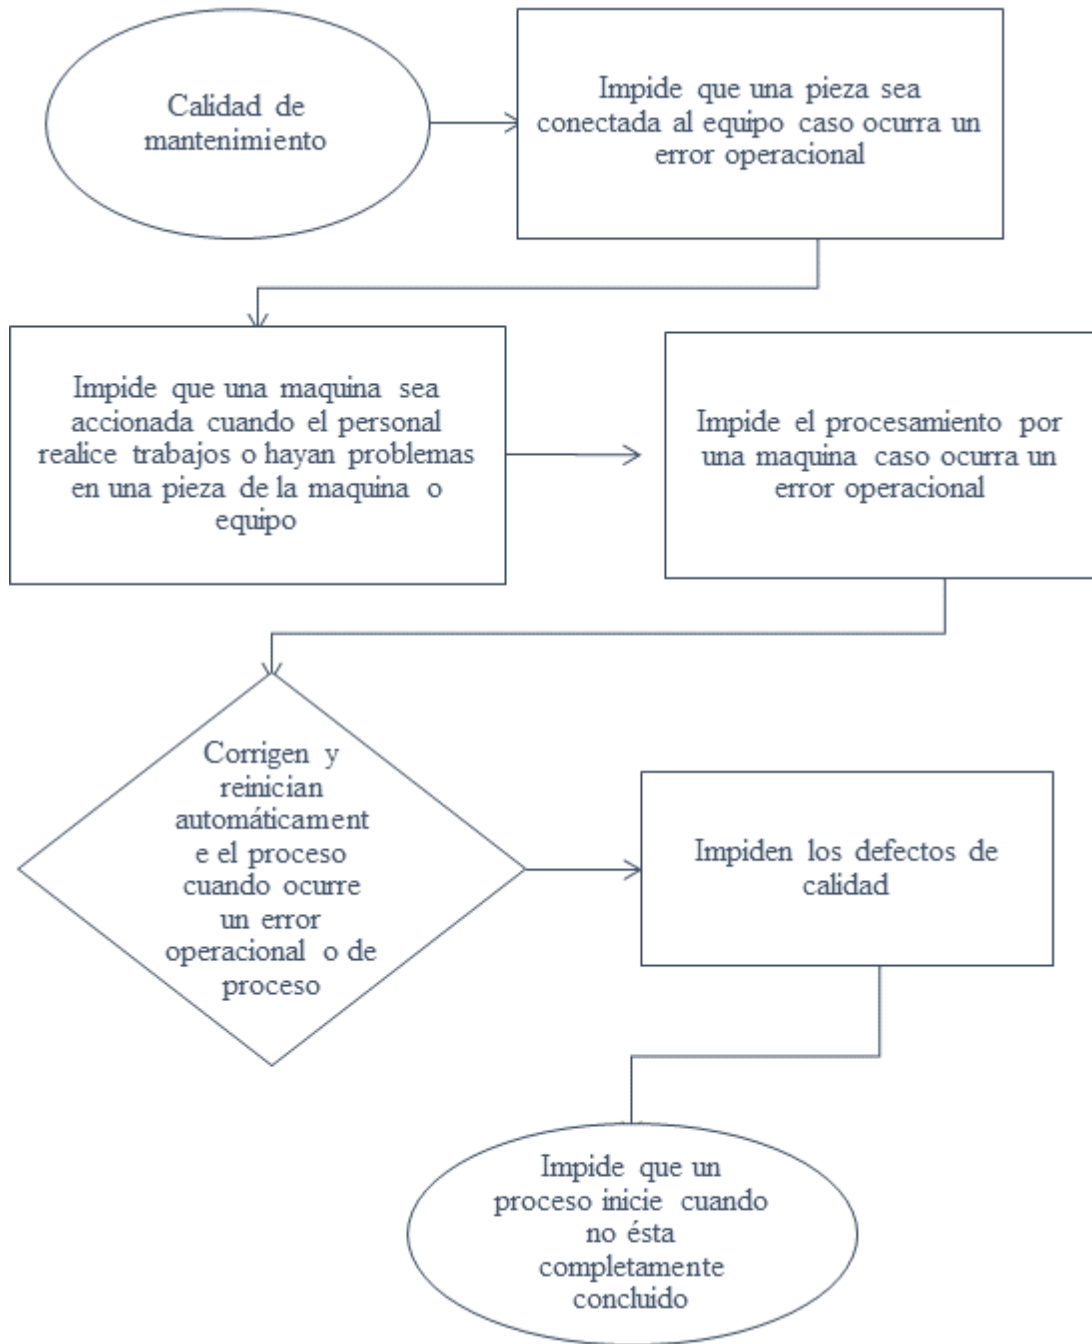 Calidad de
mantenimiento
Impide que una pieza sea
conectada al equipo caso ocurra un
error operacional
Impide que una maquina sea
accionada cuando el personal
realice trabajos o hayan problemas
en una pieza de la maquina o
equipo
Impide el procesamiento por
una maquina caso ocurra un
error operacional
Corrigen y
reinician
automáticament
e el proceso
cuando ocurre
un error
operacional o de
proceso
Impiden los defectos de
calidad
Impide que un
proceso inicie cuando
no ésta
completamente
concluido